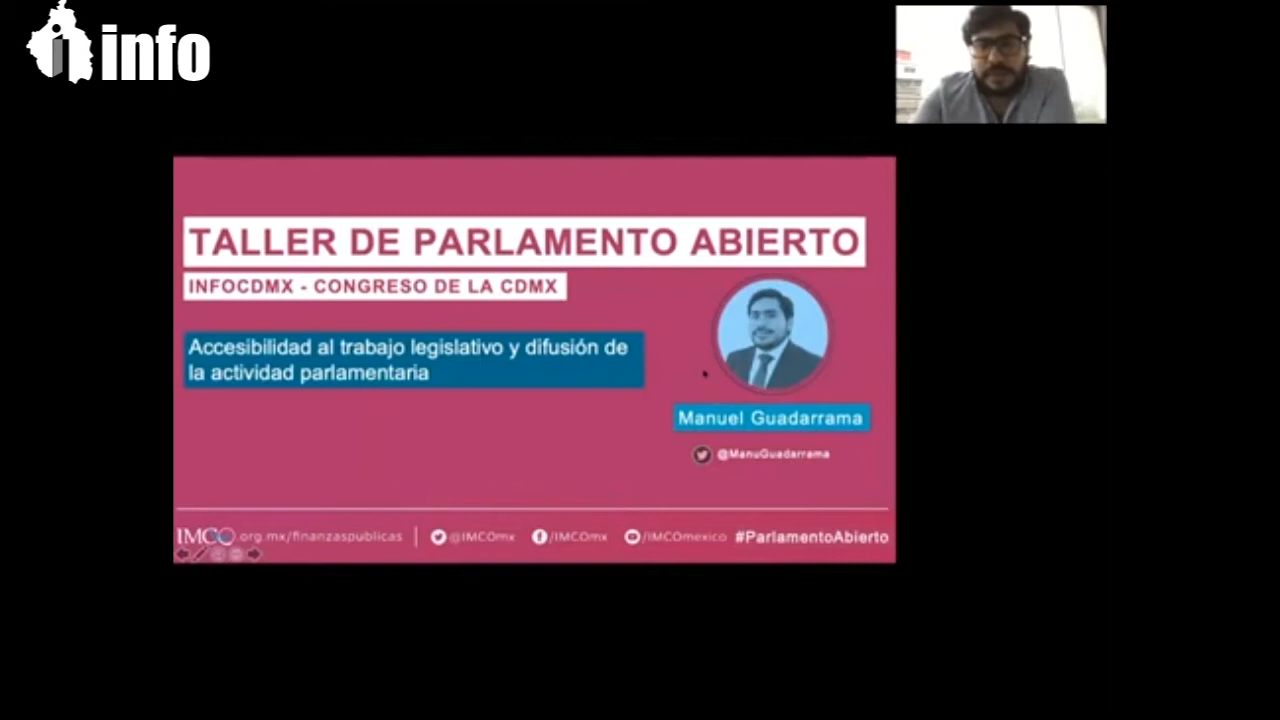 info
TALLER DE PARLAMENTO ABIERTO
INFOCDMX - CONGRESO DE LA CDMX
Accesibilidad al trabajo legislativo y difusión de
la actividad parlamentaria
Manuel Guadarrama
@ManuGuadarrama
IMCO.org.mx/finanzaspublicas | @IMCOmx /IMCOmx /IMCOmexico #ParlamentoAbierto